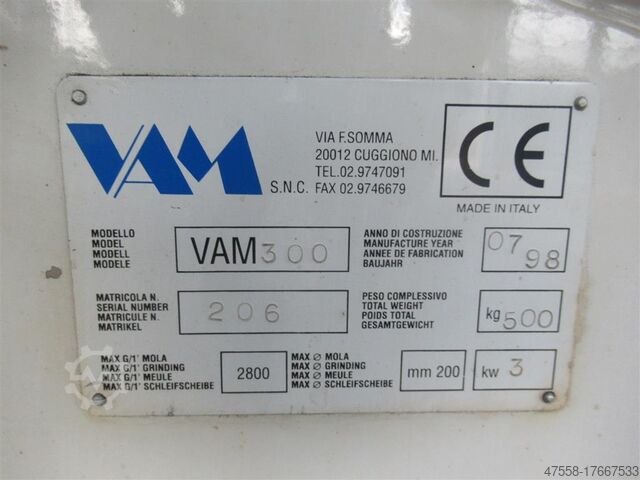 VAM
S.N.C.
VIA F.SOMMA
20012 CUGGIONO MI.
TEL.02.9747091
FAX 02.9746679
CE
MADE IN ITALY
MODELLO
MODEL
MODELL
MODELE
VAM 300
ANNO DI COSTRUZIONE
MANUFACTURE YEAR
ANNEE DE FABRICATION
BAUJAHR
07 98
MATRICOLA N.
SERIAL NUMBER
MATRICULE N.
MATRIKEL
206
PESO COMPLESSIVO
TOTAL WEIGHT
POIDS TOTAL
GESAMTGEWICHT
kg 500
MAX G/1' MOLA
MAX G/1' GRINDING
MAX G/1' MEULE
MAX G/1' SCHLEIFSCHEIBE
2800
MAX Ø MOLA
MAX Ø GRINDING
MAX Ø MEULE
MAX Ø SCHLEIFSCHEIBE
mm 200
kw 3
47558-17667533